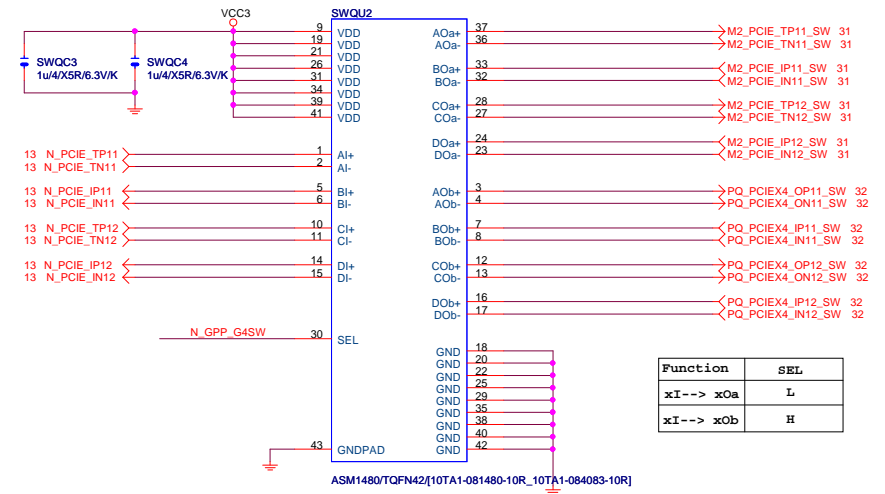 VCC3
SWQU2
SWQC3
1u/4/X5R/6.3V/K
SWQC4
1u/4/X5R/6.3V/K
9 VDD
19 VDD
21 VDD
26 VDD
31 VDD
34 VDD
39 VDD
41 VDD
AOa+ 37 M2_PCIE_TP11_SW 31
AOa- 36 M2_PCIE_TN11_SW 31
BOa+ 33 M2_PCIE_IP11_SW 31
BOa- 32 M2_PCIE_IN11_SW 31
COa+ 28 M2_PCIE_TP12_SW 31
COa- 27 M2_PCIE_TN12_SW 31
DOa+ 24 M2_PCIE_IP12_SW 31
DOa- 23 M2_PCIE_IN12_SW 31
13 N_PCIE_TP11 1 AI+
13 N_PCIE_TN11 2 AI-
13 N_PCIE_IP11 5 BI+
13 N_PCIE_IN11 6 BI-
13 N_PCIE_TP12 10 CI+
13 N_PCIE_TN12 11 CI-
13 N_PCIE_IP12 14 DI+
13 N_PCIE_IN12 15 DI-
AOb+ 3 PQ_PCIEX4_OP11_SW 32
AOb- 4 PQ_PCIEX4_ON11_SW 32
BOb+ 7 PQ_PCIEX4_IP11_SW 32
BOb- 8 PQ_PCIEX4_IN11_SW 32
COb+ 12 PQ_PCIEX4_OP12_SW 32
COb- 13 PQ_PCIEX4_ON12_SW 32
DOb+ 16 PQ_PCIEX4_IP12_SW 32
DOb- 17 PQ_PCIEX4_IN12_SW 32
N_GPP_G4SW 30 SEL
GND 18
GND 20
GND 22
GND 25
GND 29
GND 35
GND 38
GND 40
GND 42
43 GNDPAD
Function SEL
xI--> xOa L
xI--> xOb H
ASM1480/TQFN42/[10TA1-081480-10R_10TA1-084083-10R]